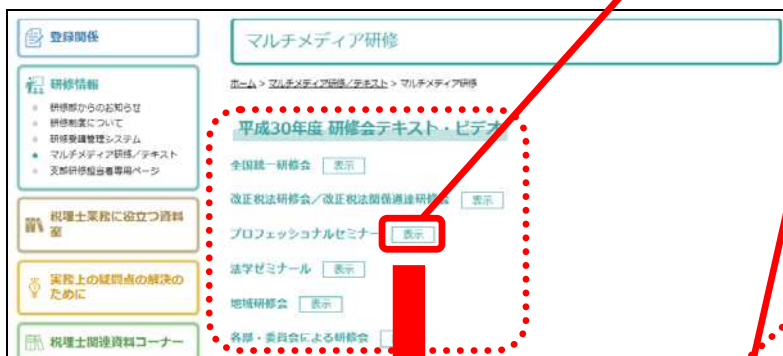 登録関係
研修情報
研修部からのお知らせ
研修制度について
研修受講管理システム
マルチメディア研修／テキスト
支部研修担当者専用ページ
税理士業務に役立つ資料室
実務上の疑問点の解決のために
税理士関連資料コーナー
マルチメディア研修
ホーム > マルチメディア研修／テキスト > マルチメディア研修
平成30年度 研修会テキスト・ビデオ
全国統一研修会 表示
改正税法研修会／改正税法関係通達研修会 表示
プロフェッショナルセミナー 表示
法学ゼミナール 表示
地域研修会 表示
各部・委員会による研修会